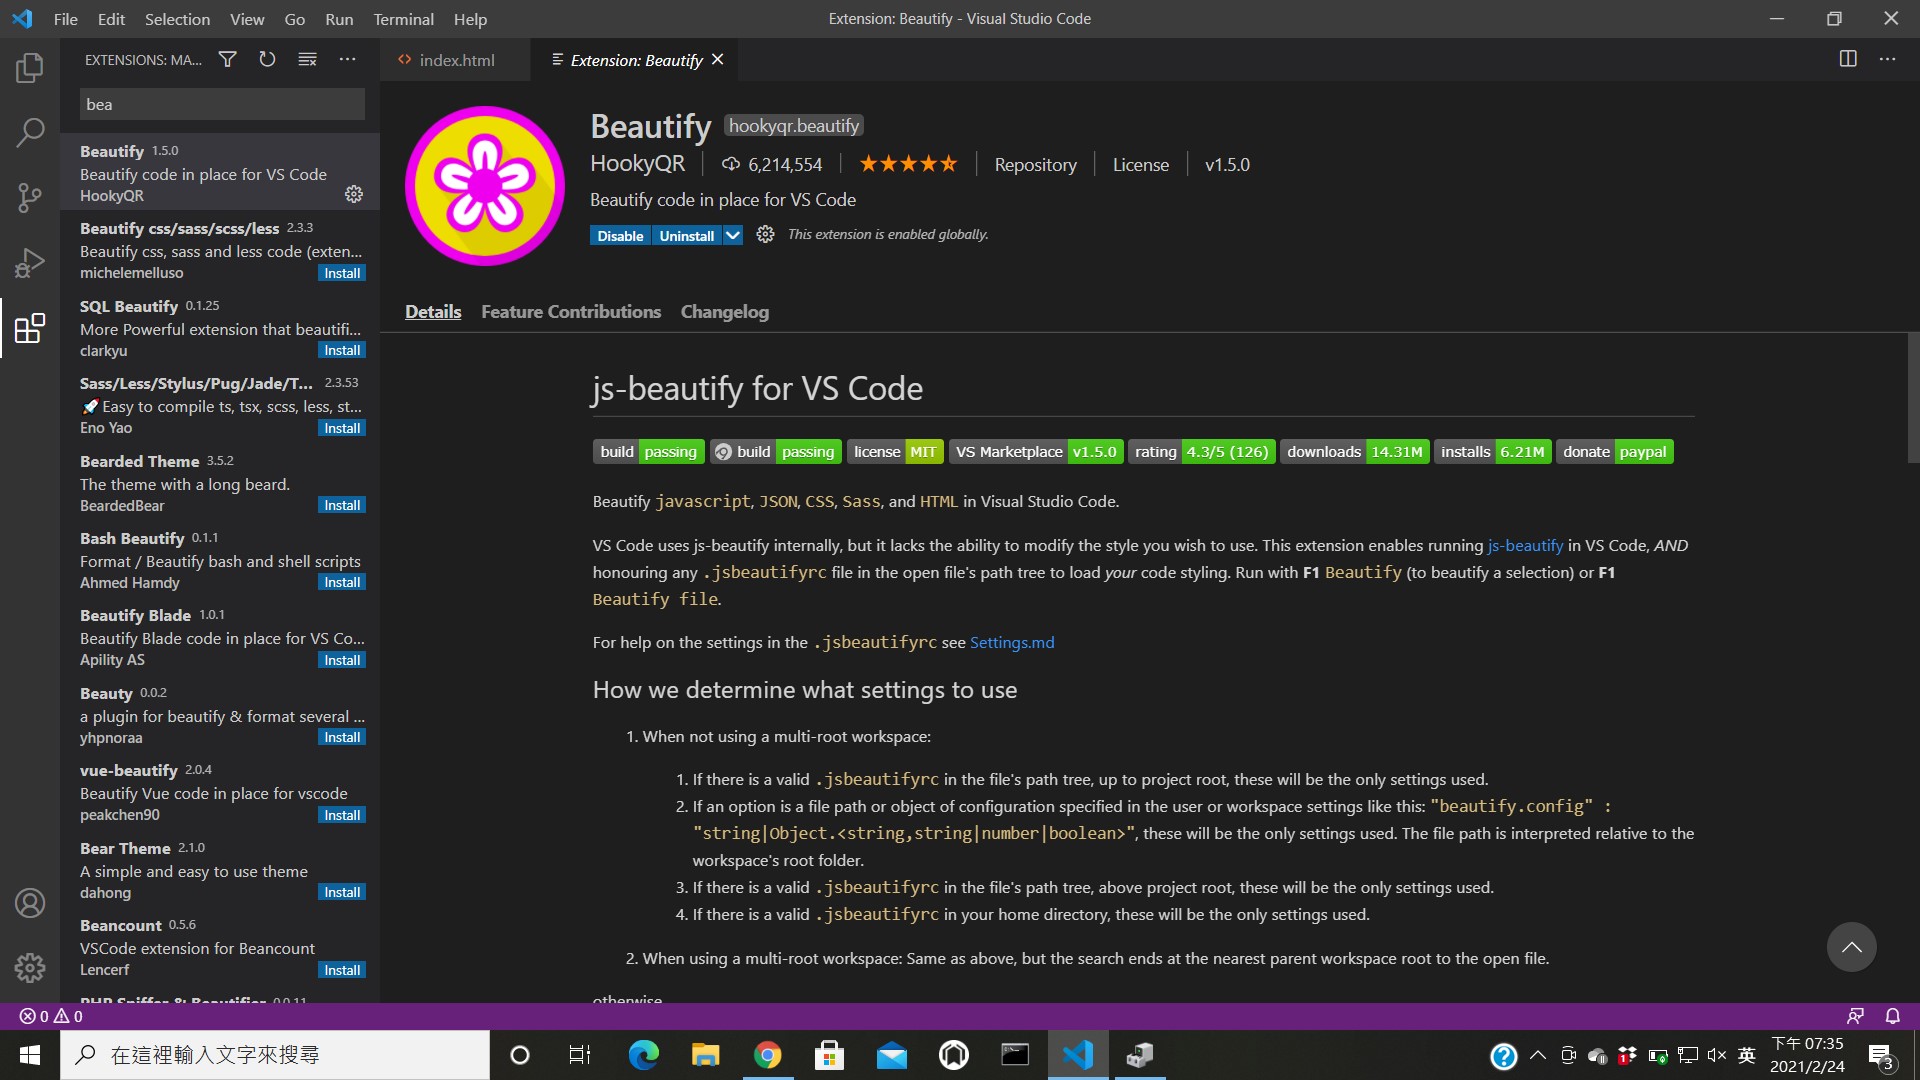 File Edit Selection View Go Run Terminal Help
Extension: Beautify - Visual Studio Code
EXTENSIONS: MA...
index.html
Extension: Beautify
bea
Beautify 1.5.0
Beautify code in place for VS Code
HookyQR
Beautify css/sass/scss/less 2.3.3
Beautify css, sass and less code (exten...
michelemelluso Install
SQL Beautify 0.1.25
More Powerful extension that beautifi...
clarkyu Install
Sass/Less/Stylus/Pug/Jade/T... 2.3.53
🚀Easy to compile ts, tsx, scss, less, st...
Eno Yao Install
Bearded Theme 3.5.2
The theme with a long beard.
BeardedBear Install
Bash Beautify 0.1.1
Format / Beautify bash and shell scripts
Ahmed Hamdy Install
Beautify Blade 1.0.1
Beautify Blade code in place for VS Co...
Apility AS Install
Beauty 0.0.2
a plugin for beautify & format several ...
yhpnoraa Install
vue-beautify 2.0.4
Beautify Vue code in place for vscode
peakchen90 Install
Bear Theme 2.1.0
A simple and easy to use theme
dahong Install
Beancount 0.5.6
VSCode extension for Beancount
Lencerf Install
PHP Sniffer & Beautifier 0.0.11
Beautify hookyqr.beautify
HookyQR 6,214,554 Repository License v1.5.0
Beautify code in place for VS Code
Disable Uninstall This extension is enabled globally.
Details Feature Contributions Changelog
js-beautify for VS Code
build passing build passing license MIT VS Marketplace v1.5.0 rating 4.3/5 (126) downloads 14.31M installs 6.21M donate paypal
Beautify javascript, JSON, CSS, Sass, and HTML in Visual Studio Code.
VS Code uses js-beautify internally, but it lacks the ability to modify the style you wish to use. This extension enables running js-beautify in VS Code, AND
honouring any .jsbeautifyrc file in the open file's path tree to load your code styling. Run with F1 Beautify (to beautify a selection) or F1
Beautify file.
For help on the settings in the .jsbeautifyrc see Settings.md
How we determine what settings to use
1. When not using a multi-root workspace:
1. If there is a valid .jsbeautifyrc in the file's path tree, up to project root, these will be the only settings used.
2. If an option is a file path or object of configuration specified in the user or workspace settings like this: "beautify.config" :
"string|Object.<string,string|number|boolean>", these will be the only settings used. The file path is interpreted relative to the
workspace's root folder.
3. If there is a valid .jsbeautifyrc in the file's path tree, above project root, these will be the only settings used.
4. If there is a valid .jsbeautifyrc in your home directory, these will be the only settings used.
2. When using a multi-root workspace: Same as above, but the search ends at the nearest parent workspace root to the open file.
otherwise
0 0
在這裡輸入文字來搜尋
1
英
下午 07:35
2021/2/24
3